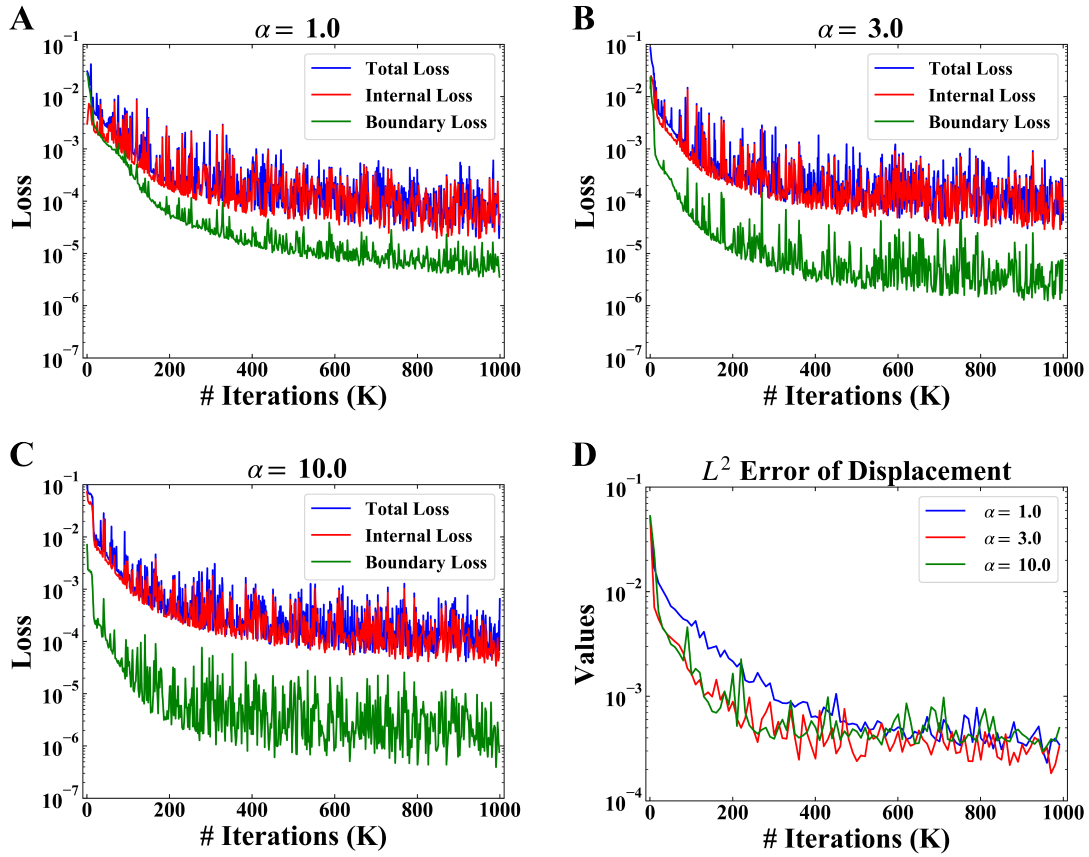 A
α = 1.0
Total Loss
Internal Loss
Boundary Loss
Loss
10⁻¹
10⁻²
10⁻³
10⁻⁴
10⁻⁵
10⁻⁶
10⁻⁷
0 200 400 600 800 1000
# Iterations (K)
B
α = 3.0
Total Loss
Internal Loss
Boundary Loss
Loss
10⁻¹
10⁻²
10⁻³
10⁻⁴
10⁻⁵
10⁻⁶
10⁻⁷
0 200 400 600 800 1000
# Iterations (K)
C
α = 10.0
Total Loss
Internal Loss
Boundary Loss
Loss
10⁻¹
10⁻²
10⁻³
10⁻⁴
10⁻⁵
10⁻⁶
10⁻⁷
0 200 400 600 800 1000
# Iterations (K)
D
L² Error of Displacement
α = 1.0
α = 3.0
α = 10.0
Values
10⁻¹
10⁻²
10⁻³
10⁻⁴
0 200 400 600 800 1000
# Iterations (K)